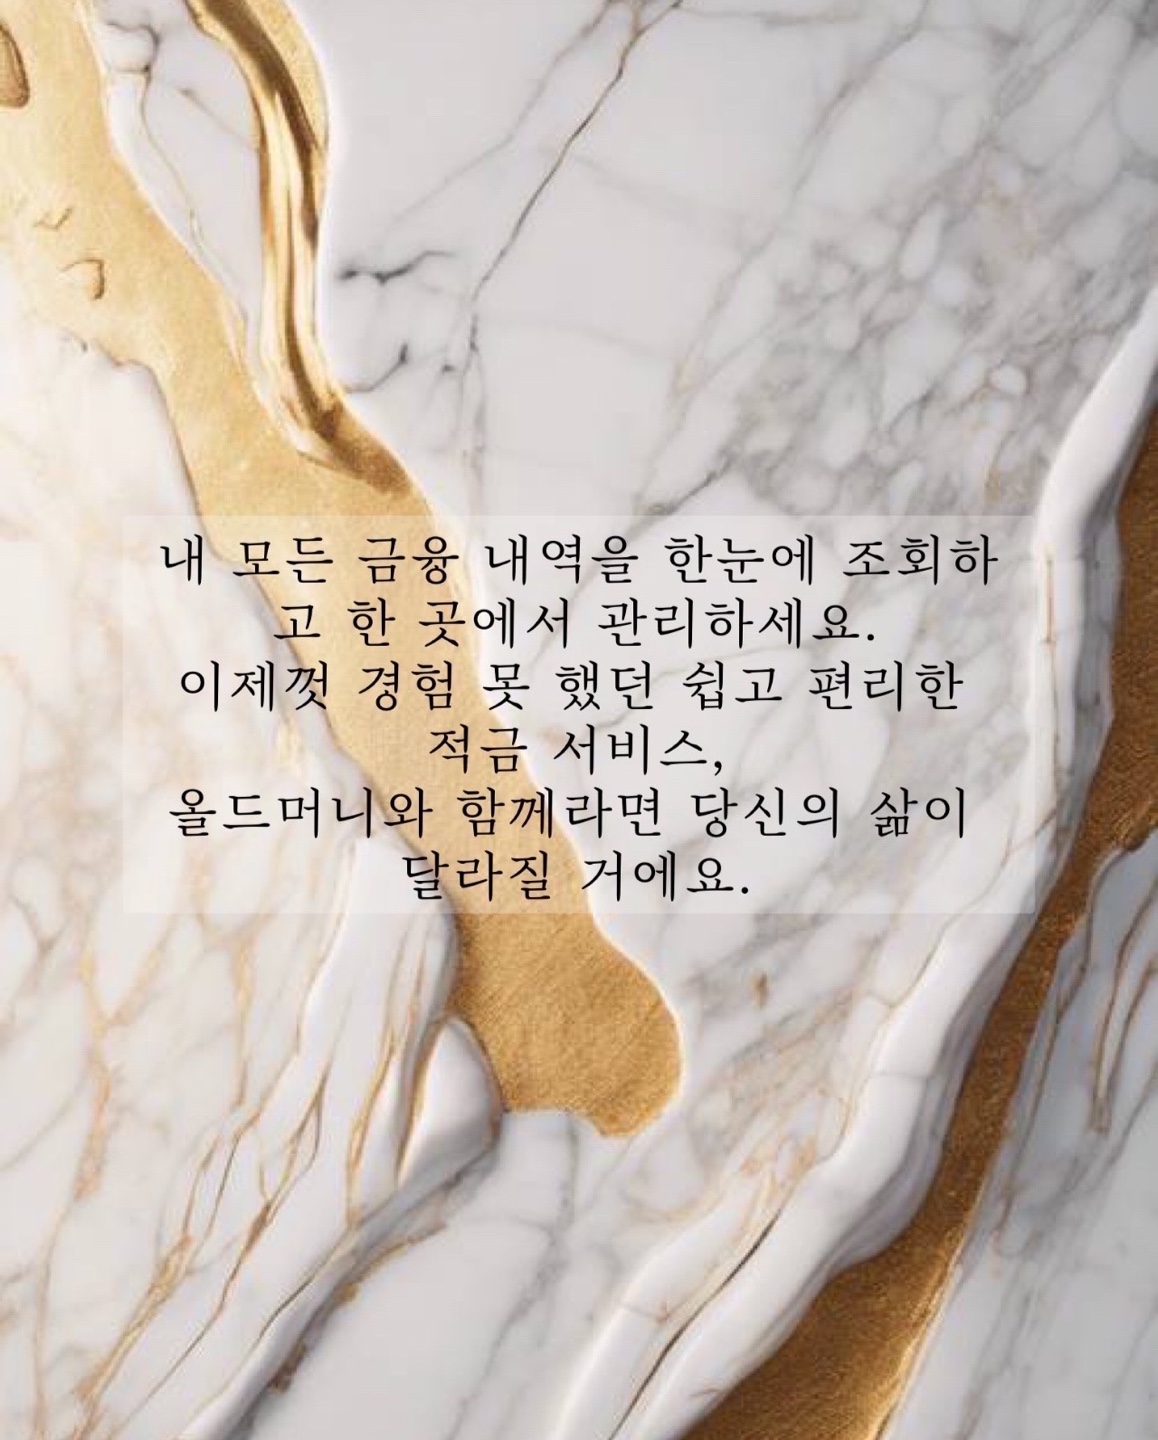 내 모든 금융 내역을 한눈에 조회하
고 한 곳에서 관리하세요.
이제껏 경험 못 했던 쉽고 편리한
적금 서비스,
올드머니와 함께라면 당신의 삶이
달라질 거에요.